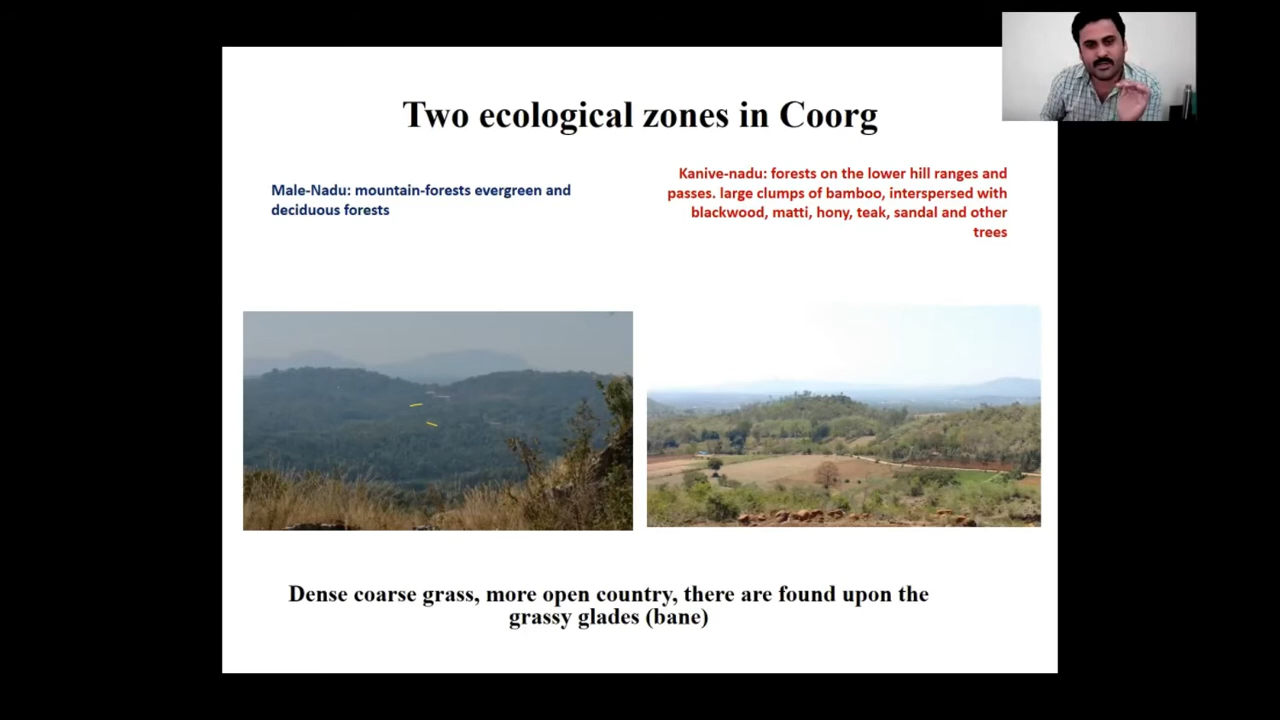 Two ecological zones in Coorg
Male-Nadu: mountain-forests evergreen and
deciduous forests
Kanive-nadu: forests on the lower hill ranges and
passes. large clumps of bamboo, interspersed with
blackwood, matti, hony, teak, sandal and other
trees
Dense coarse grass, more open country, there are found upon the
grassy glades (bane)